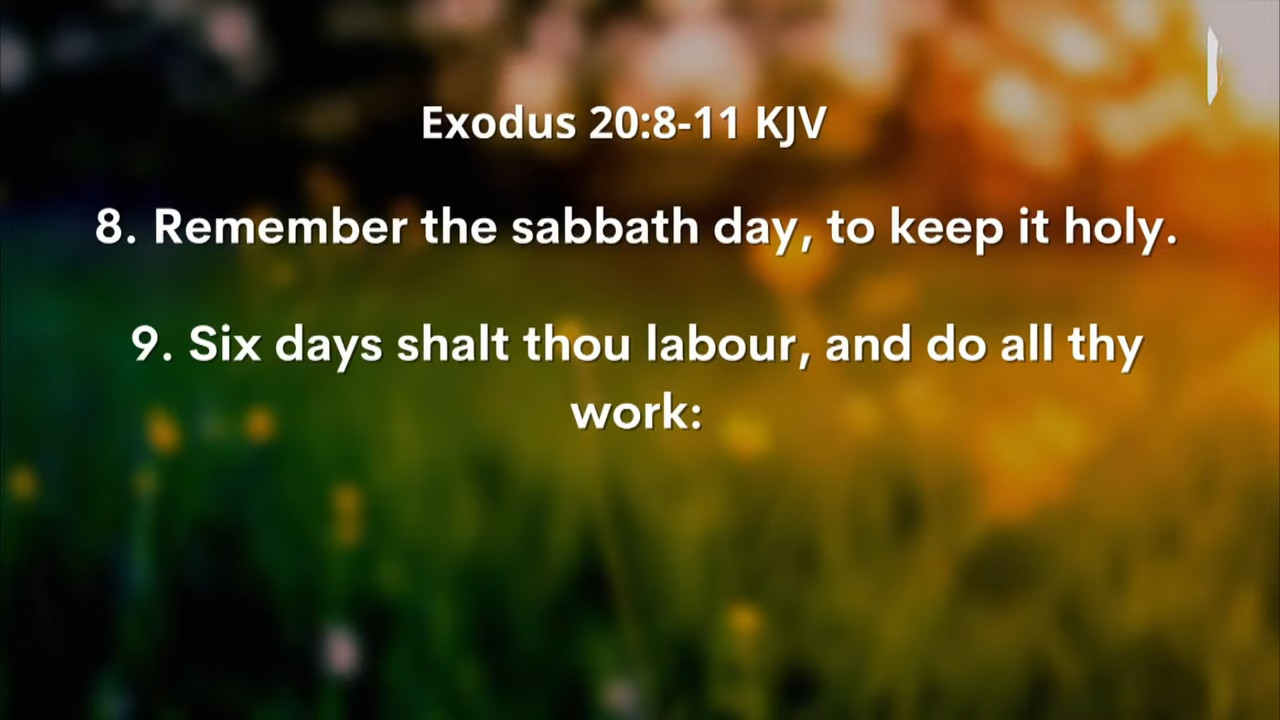 Exodus 20:8-11 KJV
8. Remember the sabbath day, to keep it holy.
9. Six days shalt thou labour, and do all thy
work: